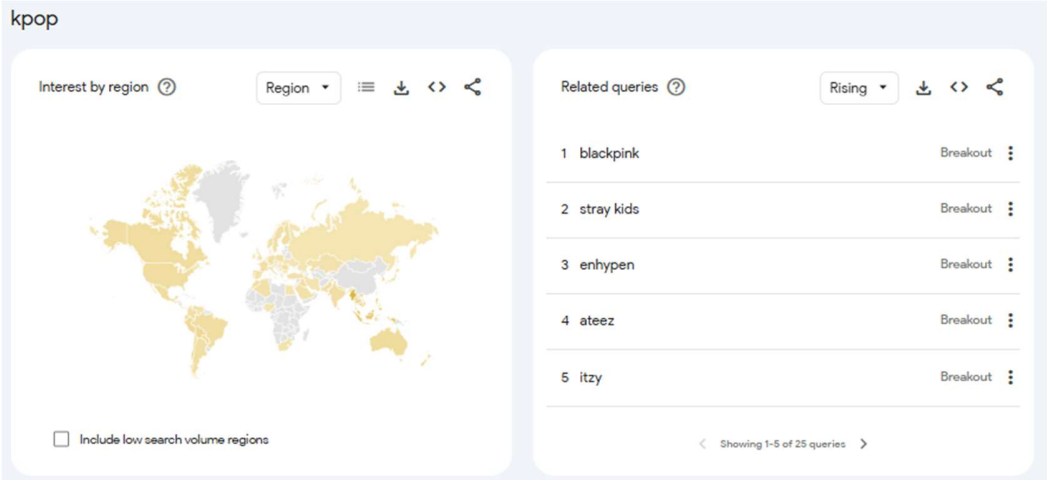 kpop
Interest by region
Region
Include low search volume regions
Related queries
Rising
1 blackpink Breakout
2 stray kids Breakout
3 enhypen Breakout
4 ateez Breakout
5 itzy Breakout
Showing 1-5 of 25 queries